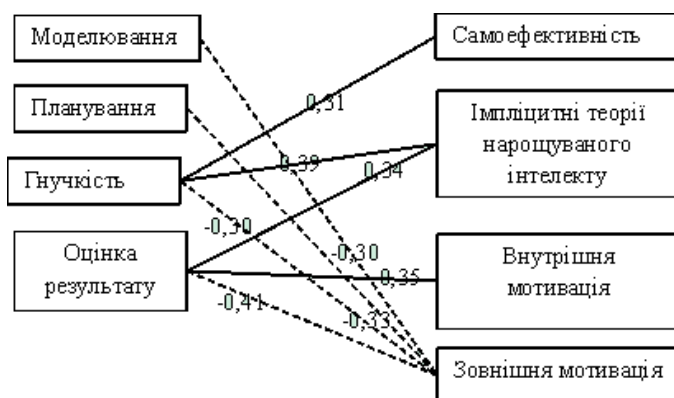 Моделювання
Самоефективність
Планування
0,31
Імпліцитні теорії
нарощуваного
інтелекту
Гнучкість
0,39
0,34
-0,30
Оцінка
результату
-0,30
0,35
Внутрішня
мотивація
-0,41
-0,33
Зовнішня мотивація